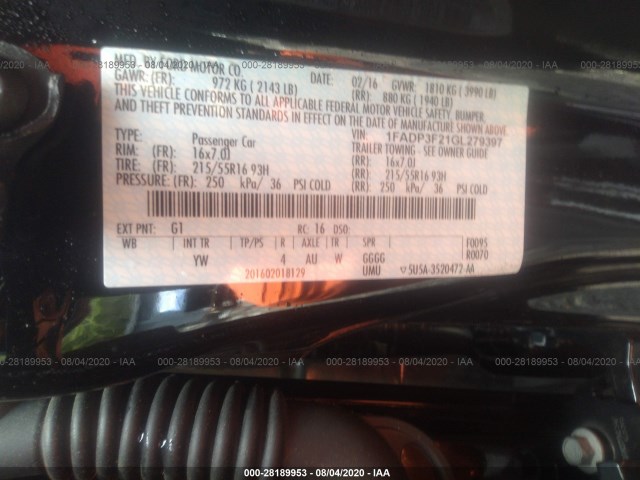 MFD. BY FORD MOTOR CO.
DATE: 02/16 GVWR: 1810 KG ( 3990 LB)
GAWR: (FR): 972 KG ( 2143 LB) (RR): 880 KG ( 1940 LB)
THIS VEHICLE CONFORMS TO ALL APPLICABLE FEDERAL MOTOR VEHICLE SAFETY, BUMPER,
AND THEFT PREVENTION STANDARDS IN EFFECT ON THE DATE OF MANUFACTURE SHOWN ABOVE.
VIN: 1FADP3F21GL279397
TYPE: Passenger Car TRAILER TOWING - SEE OWNER GUIDE
RIM: (FR): 16x7.0J (RR): 16x7.0J
TIRE: (FR): 215/55R16 93H (RR): 215/55R16 93H
PRESSURE: (FR): 250 kPa/ 36 PSI COLD (RR): 250 kPa/ 36 PSI COLD
EXT PNT: G1 RC: 16 DSO:
WB INT TR TP/PS R AXLE TR SPR F0095
YW 4 AU W GGGG R0070
201602018129 UMU 5U5A-3520472-AA
000-28189953 - 08/04/2020 - IAA
000-28189953 - 08/04/2020 - IAA